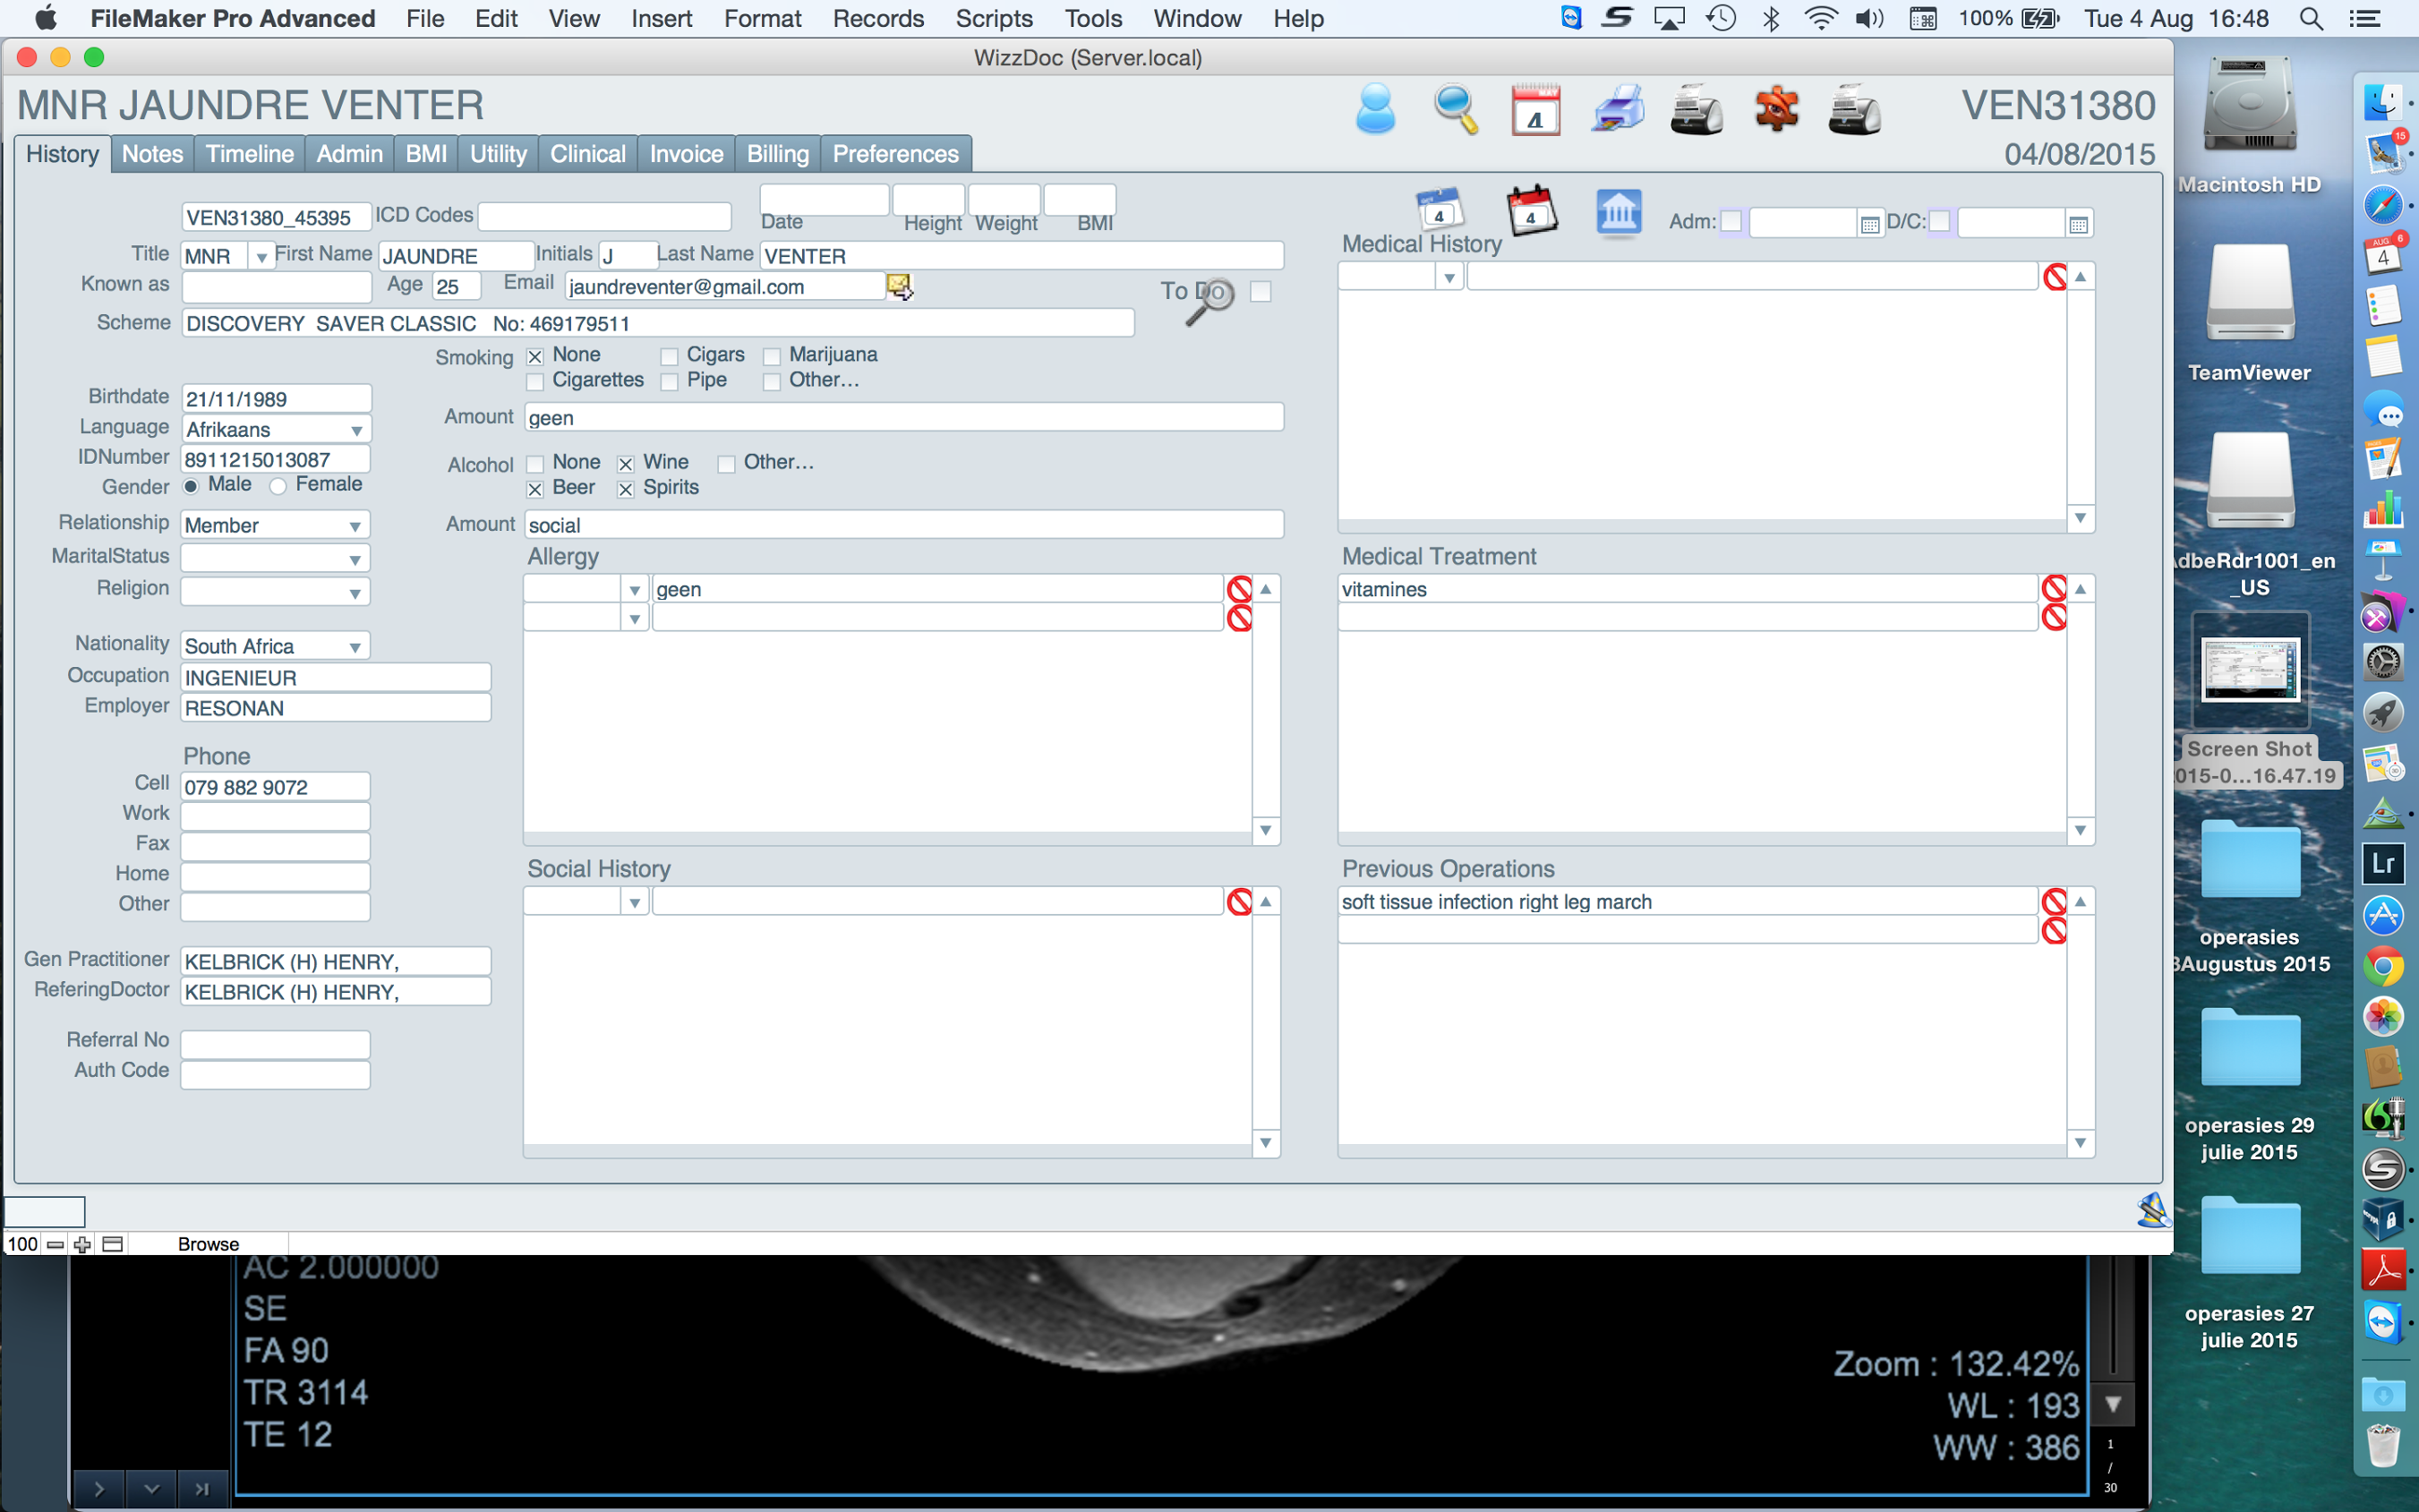 FileMaker Pro Advanced File Edit View Insert Format Records Scripts Tools Window Help 100% Tue 4 Aug 16:48
WizzDoc (Server.local)
MNR JAUNDRE VENTER 4 VEN31380
History Notes Timeline Admin BMI Utility Clinical Invoice Billing Preferences 04/08/2015
VEN31380_45395 ICD Codes Date Height Weight BMI 4 4 Adm: D/C:
Medical History
Title MNR First Name JAUNDRE Initials J Last Name VENTER
Known as Age 25 Email jaundreventer@gmail.com To Do
Scheme DISCOVERY SAVER CLASSIC No: 469179511
Smoking None Cigars Marijuana
Cigarettes Pipe Other...
Birthdate 21/11/1989
Amount geen
Language Afrikaans
IDNumber 8911215013087
Alcohol None Wine Other...
Gender Male Female
Beer Spirits
Relationship Member
Amount social
MaritalStatus
Allergy
Medical Treatment
Religion
geen
vitamines
Nationality South Africa
Occupation INGENIEUR
Employer RESONAN
Phone
Cell 079 882 9072
Work
Fax
Home
Other
Social History
Previous Operations
soft tissue infection right leg march
Gen Practitioner KELBRICK (H) HENRY,
ReferingDoctor KELBRICK (H) HENRY,
Referral No
Auth Code
100 Browse
AC 2.000000
SE
FA 90
TR 3114
TE 12
Zoom : 132.42%
WL : 193
WW : 386
1
/
30
Macintosh HD
TeamViewer
dbeRdr1001_en
_US
Screen Shot
015-0...16.47.19
operasies
3Augustus 2015
operasies 29
julie 2015
operasies 27
julie 2015
15
AUG 6
4
Lr